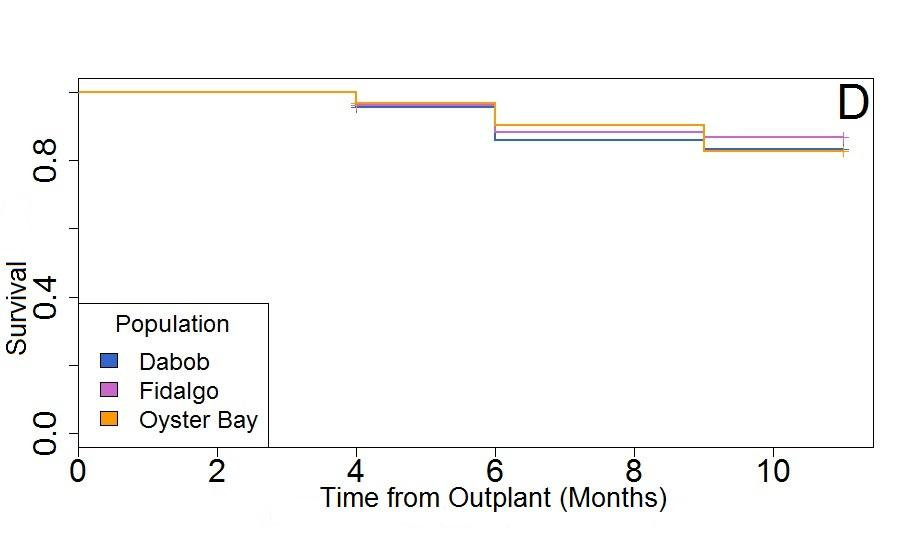 D
0.8
0.4
0.0
Survival
Population
Dabob
Fidalgo
Oyster Bay
0 2 4 6 8 10
Time from Outplant (Months)